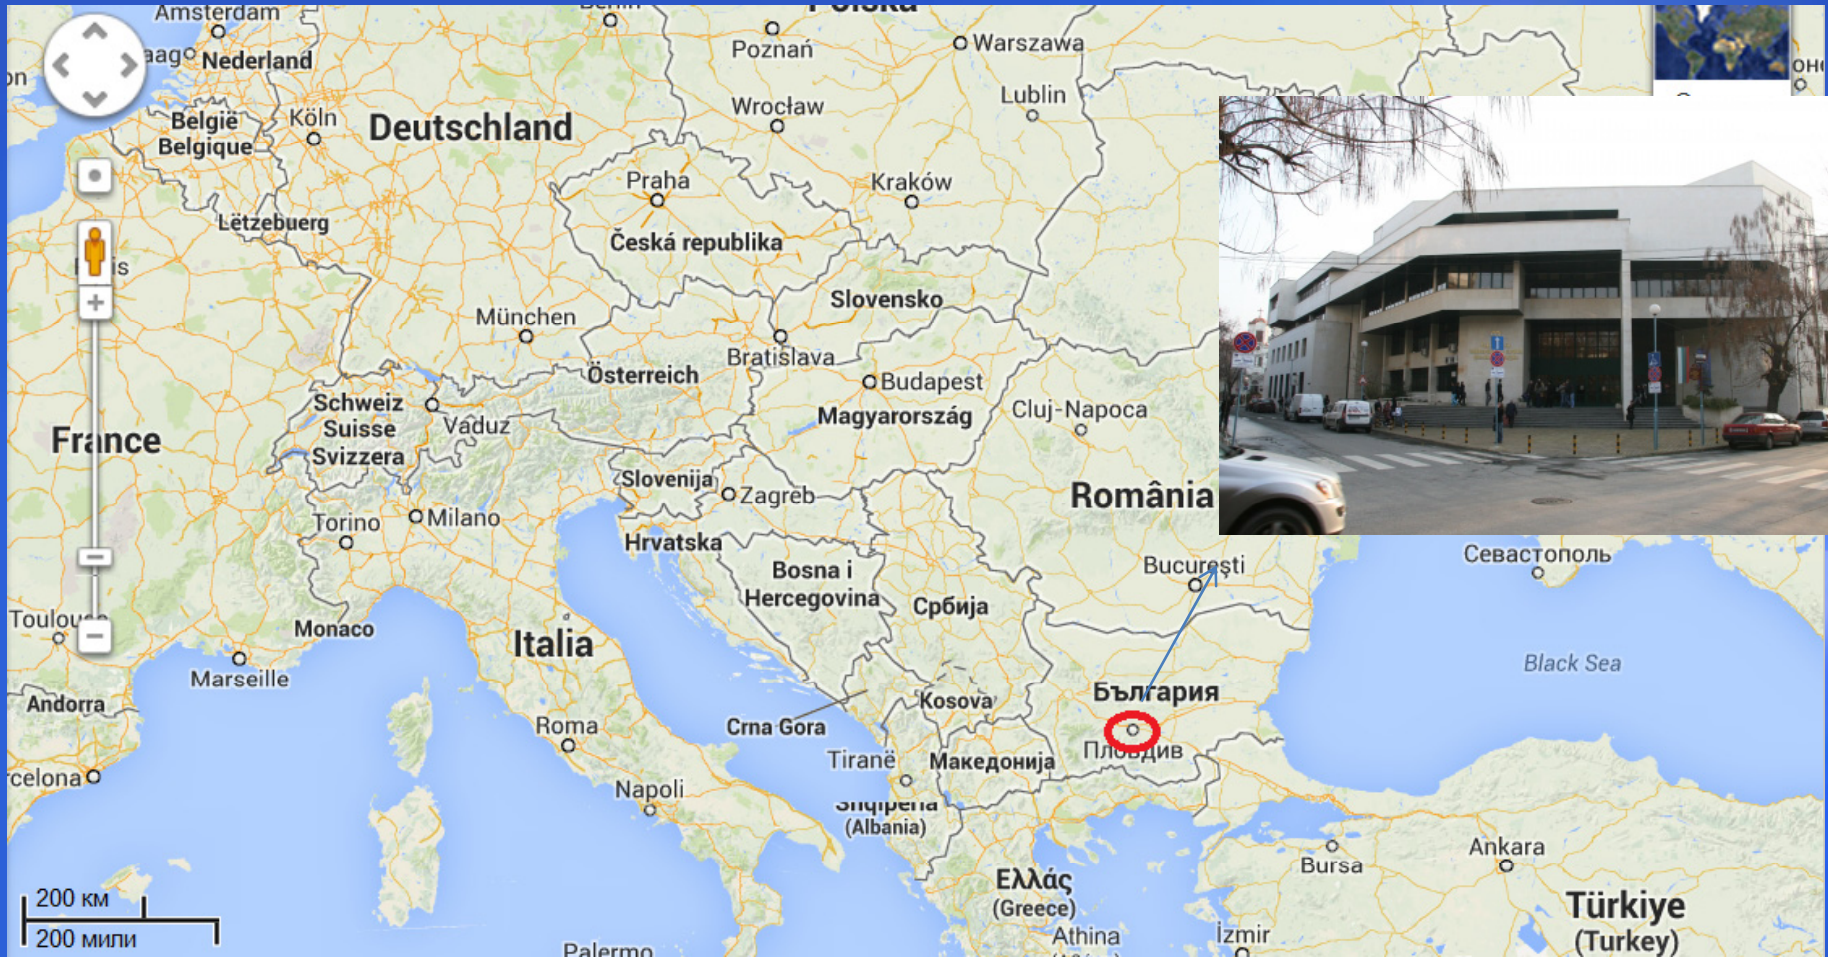 Amsterdam
Polska
Poznań
Warszawa
Nederland
Wrocław
Lublin
België
Belgique
Köln
Deutschland
Praha
Kraków
Lëtzebuerg
Česká republika
Slovensko
München
Bratislava
Österreich
Budapest
Schweiz
Suisse
Svizzera
Vaduz
Magyarország
Cluj-Napoca
France
Slovenija
Zagreb
România
Torino
Milano
Hrvatska
Севастополь
București
Bosna i
Hercegovina
Србија
Toulouse
Monaco
Italia
Black Sea
Marseille
България
Andorra
Kosova
Crna Gora
Roma
Пловдив
Tiranë
Македонија
rcelona
Napoli
Shqipëria
(Albania)
Bursa
Ankara
Ελλάς
(Greece)
200 км
Türkiye
200 мили
Athina
İzmir
(Turkey)
Palermo